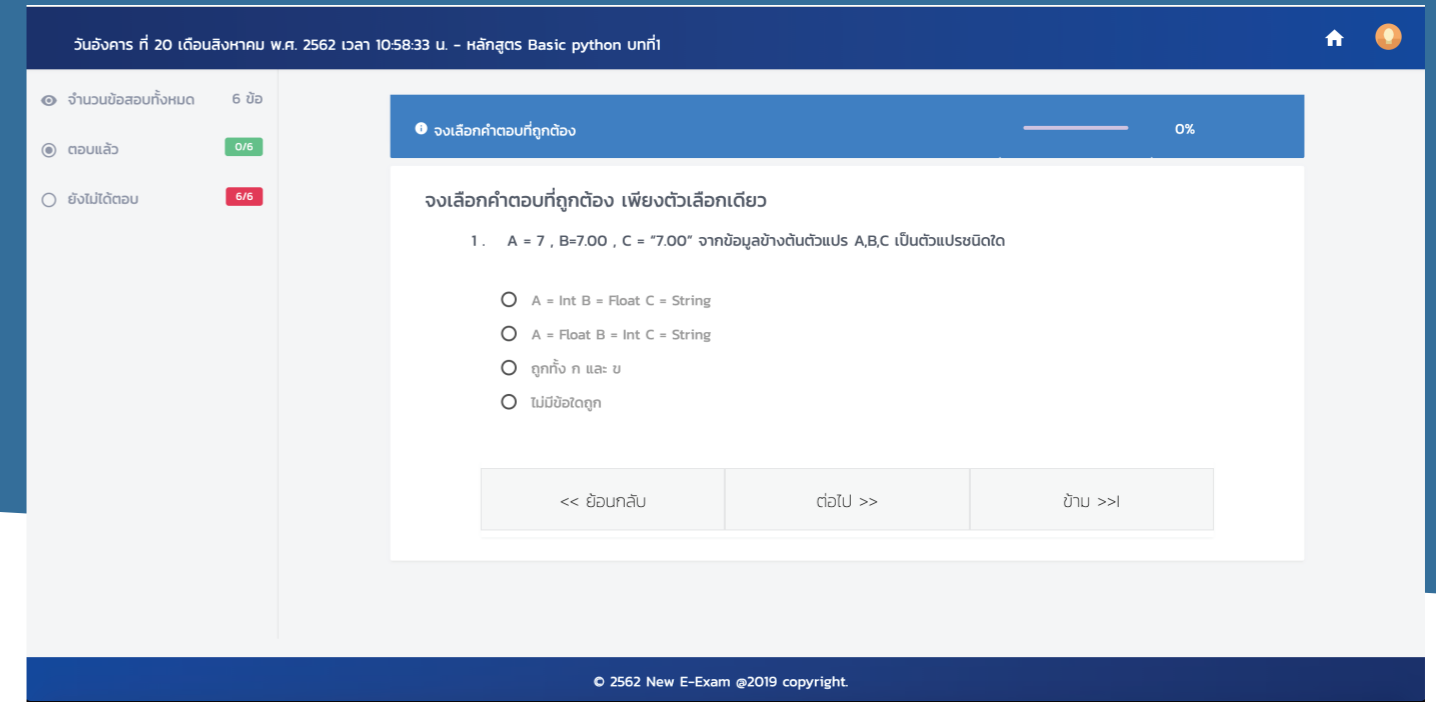 วันอังคาร ที่ 20 เดือนสิงหาคม พ.ศ. 2562 เวลา 10:58:33 น. - หลักสูตร Basic python บทที่1
จำนวนข้อสอบทั้งหมด 6 ข้อ
ตอบแล้ว 0/6
ยังไม่ได้ตอบ 6/6
จงเลือกคำตอบที่ถูกต้อง 0%
จงเลือกคำตอบที่ถูกต้อง เพียงตัวเลือกเดียว
1. A = 7 , B=7.00 , C = “7.00” จากข้อมูลข้างต้นตัวแปร A,B,C เป็นตัวแปรชนิดใด
A = Int B = Float C = String
A = Float B = Int C = String
ถูกทั้ง ก และ ข
ไม่มีข้อใดถูก
<< ย้อนกลับ ต่อไป >> ข้าม >>|
© 2562 New E-Exam @2019 copyright.